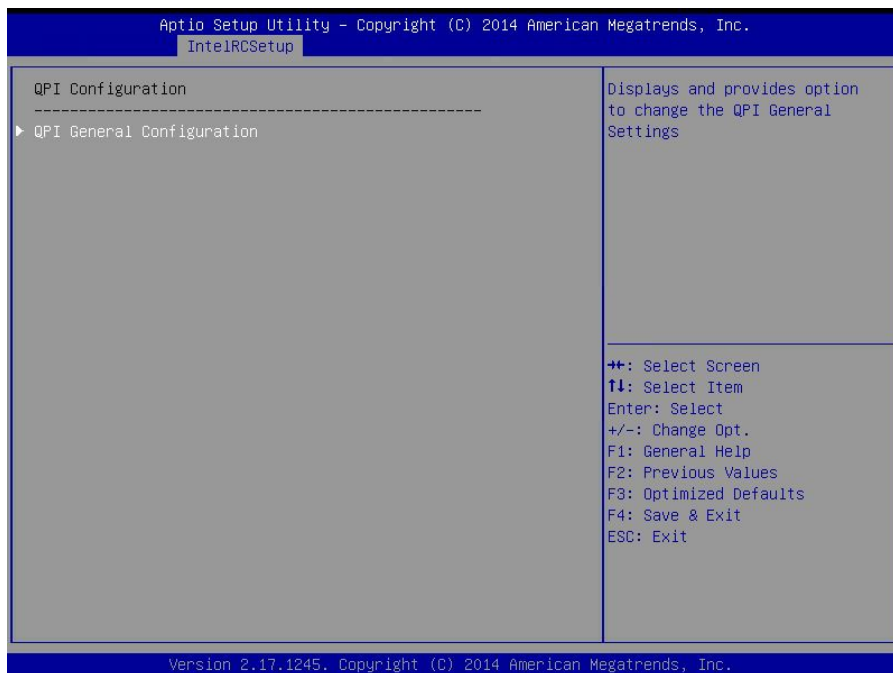 Aptio Setup Utility – Copyright (C) 2014 American Megatrends, Inc.
IntelRCSetup
QPI Configuration
--------------------------------------------------
▶ QPI General Configuration
Displays and provides option
to change the QPI General
Settings
→←: Select Screen
↑↓: Select Item
Enter: Select
+/-: Change Opt.
F1: General Help
F2: Previous Values
F3: Optimized Defaults
F4: Save & Exit
ESC: Exit
Version 2.17.1245. Copyright (C) 2014 American Megatrends, Inc.